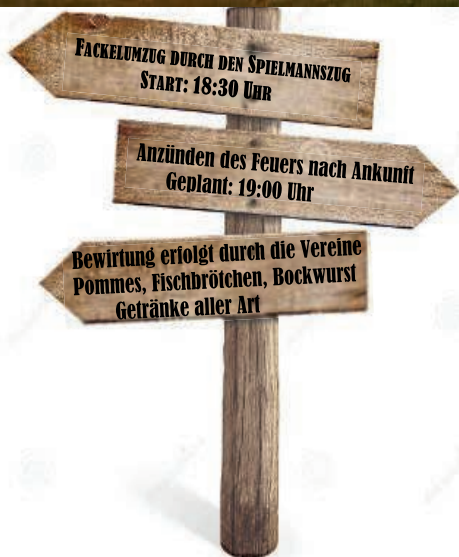 FACKELUMZUG DURCH DEN SPIELMANNSZUG
START: 18:30 UHR
Anzünden des Feuers nach Ankunft
Geplant: 19:00 Uhr
Bewirtung erfolgt durch die Vereine
Pommes, Fischbrötchen, Bockwurst
Getränke aller Art